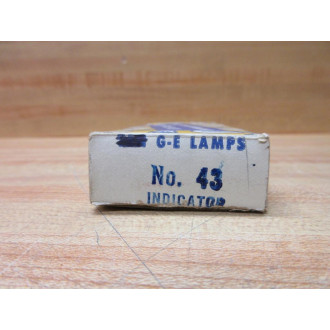 G-E LAMPS
No. 43
INDICATOR